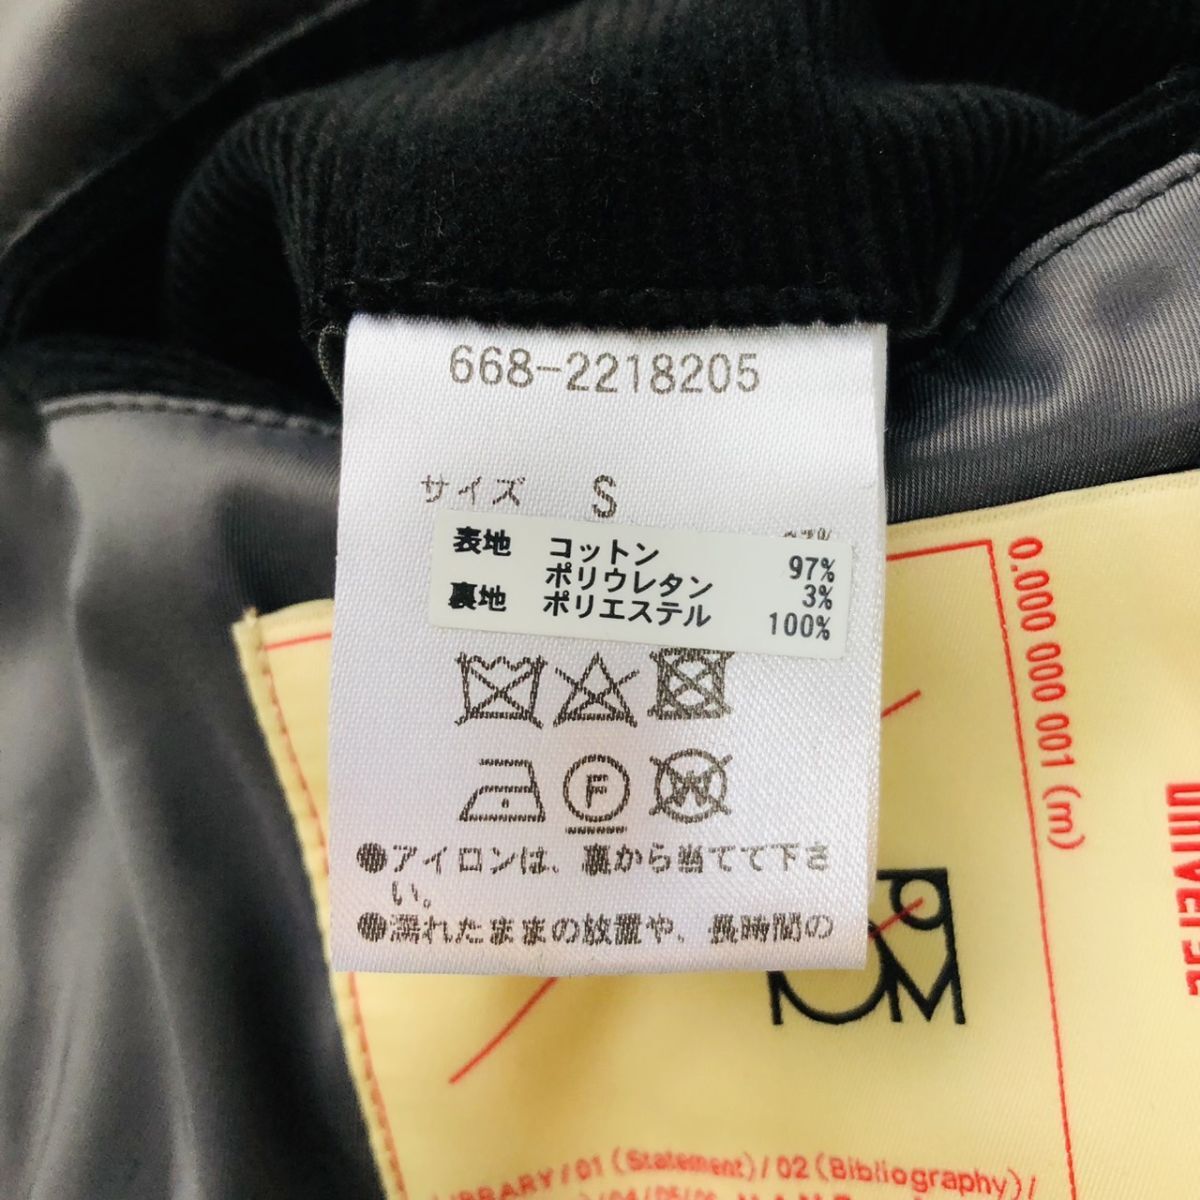 668-2218205
サイズ S
表地 コットン 97%
ポリウレタン 3%
裏地 ポリエステル 100%
F
W
●アイロンは、裏から当てて下さ
い。
●濡れたままの放置や、長時間の
0.000 000 001 (m)
UNIVERSE
LIBRARY/01 (Statement)/02 (Bibliography)/